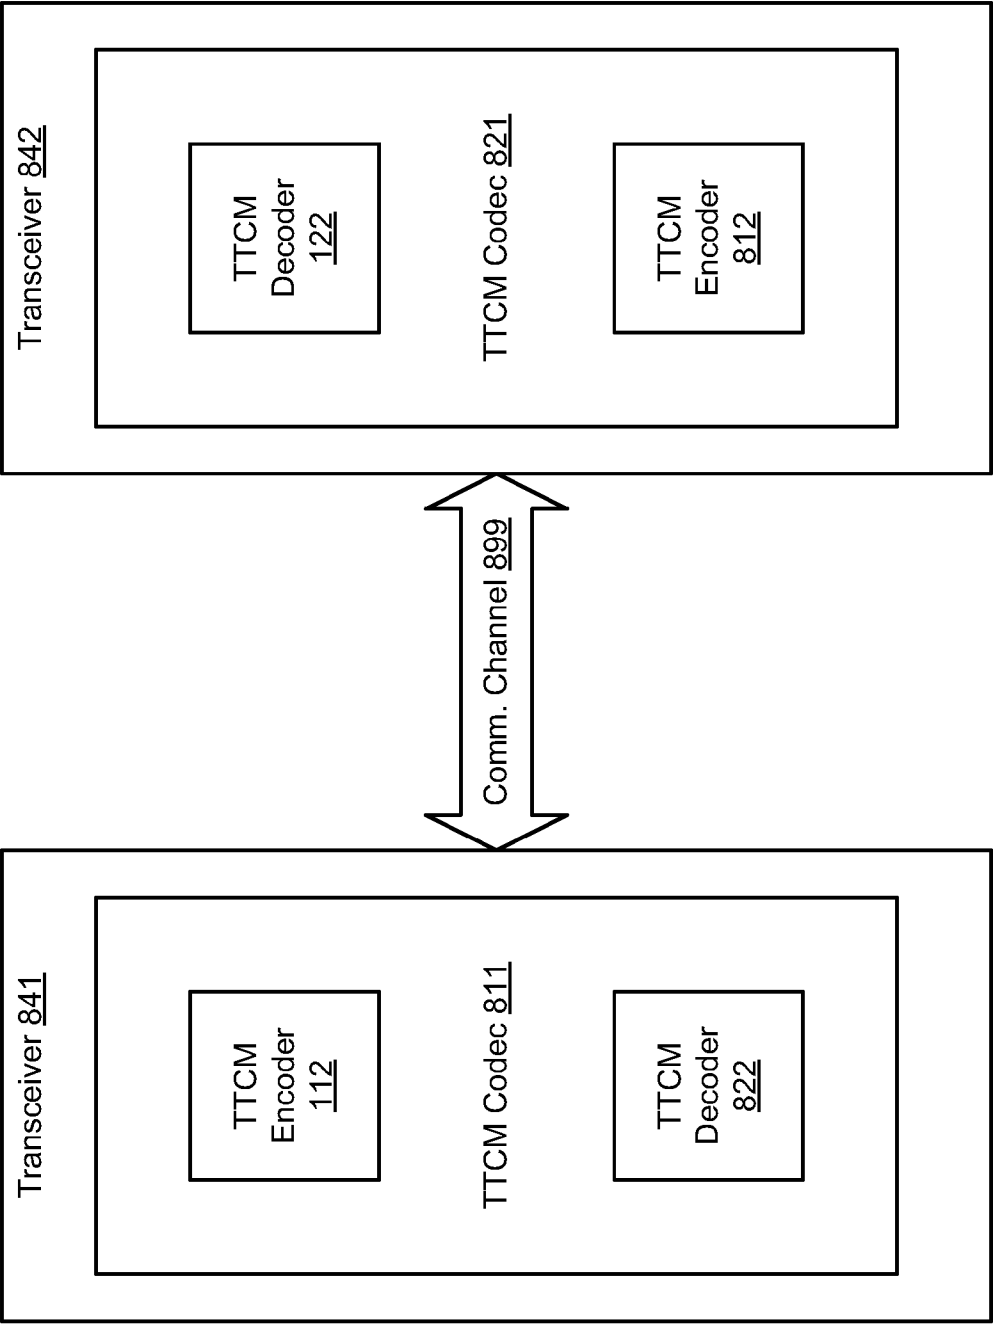 Transceiver 841
TTCM
Encoder
112
TTCM Codec 811
TTCM
Decoder
822
Comm. Channel 899
Transceiver 842
TTCM
Decoder
122
TTCM Codec 821
TTCM
Encoder
812